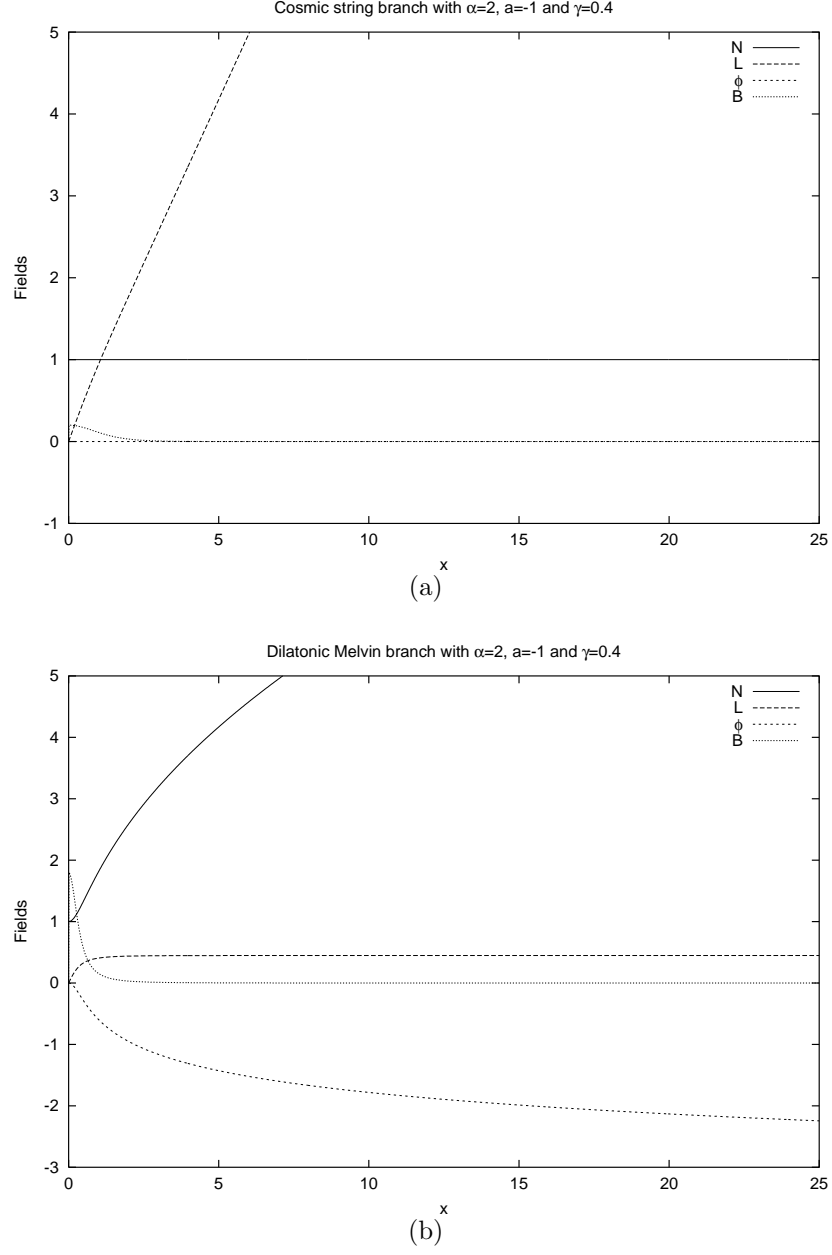 Cosmic string branch with α=2, a=-1 and γ=0.4
5
4
3
2
1
0
-1
Fields
N
L
ϕ
B
0 5 10 15 20 25
x
(a)
Dilatonic Melvin branch with α=2, a=-1 and γ=0.4
5
4
3
2
1
0
-1
-2
-3
Fields
N
L
ϕ
B
0 5 10 15 20 25
x
(b)